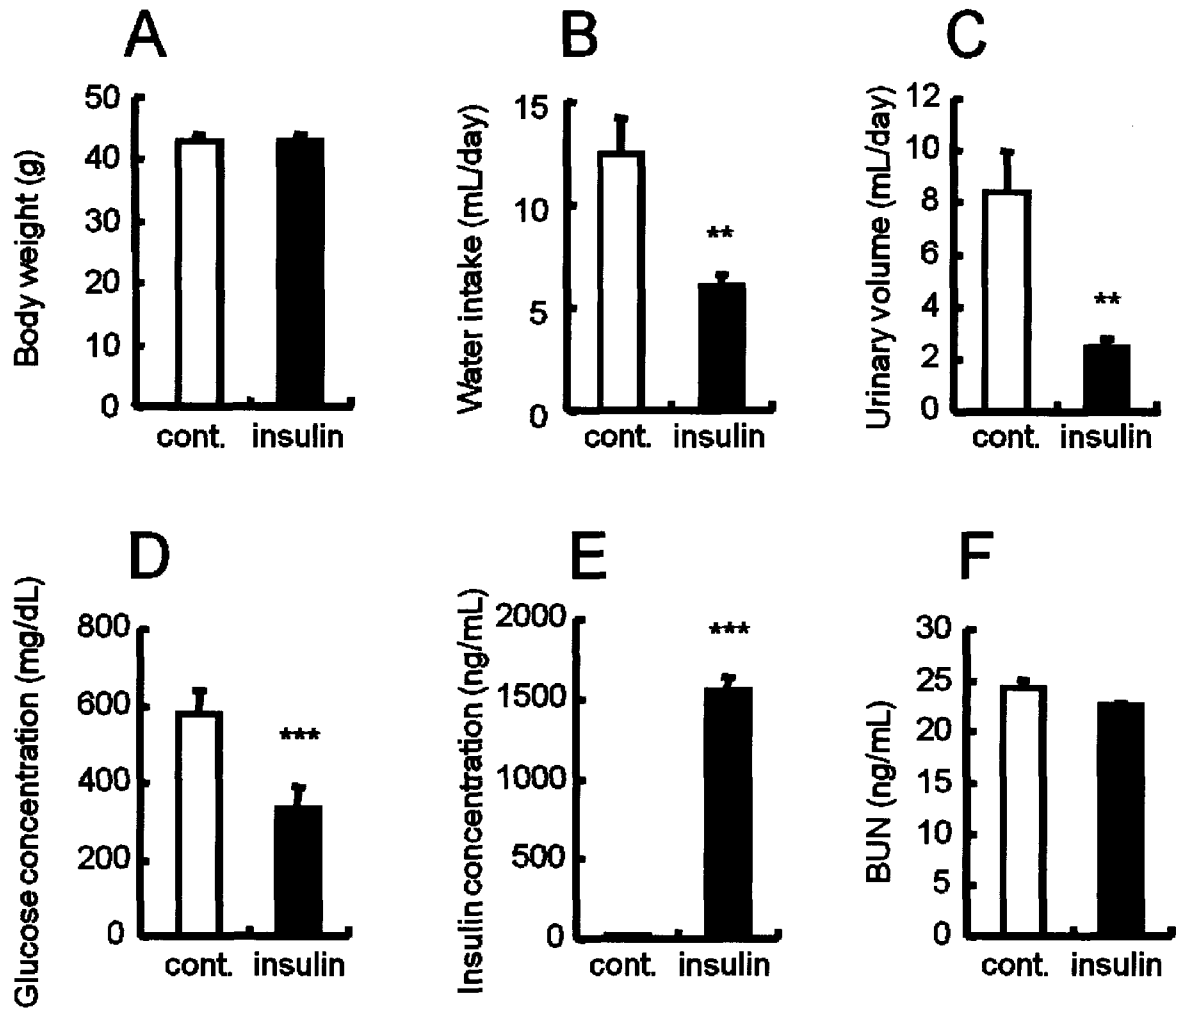 A
Body weight (g)
50
40
30
20
10
0
cont. insulin
B
Water intake (mL/day)
15
10
5
0
**
cont. insulin
C
Urinary volume (mL/day)
12
10
8
6
4
2
0
**
cont. insulin
D
Glucose concentration (mg/dL)
800
600
400
200
0
***
cont. insulin
E
Insulin concentration (ng/mL)
2000
1500
1000
500
0
***
cont. insulin
F
BUN (ng/mL)
30
25
20
15
10
5
0
cont. insulin